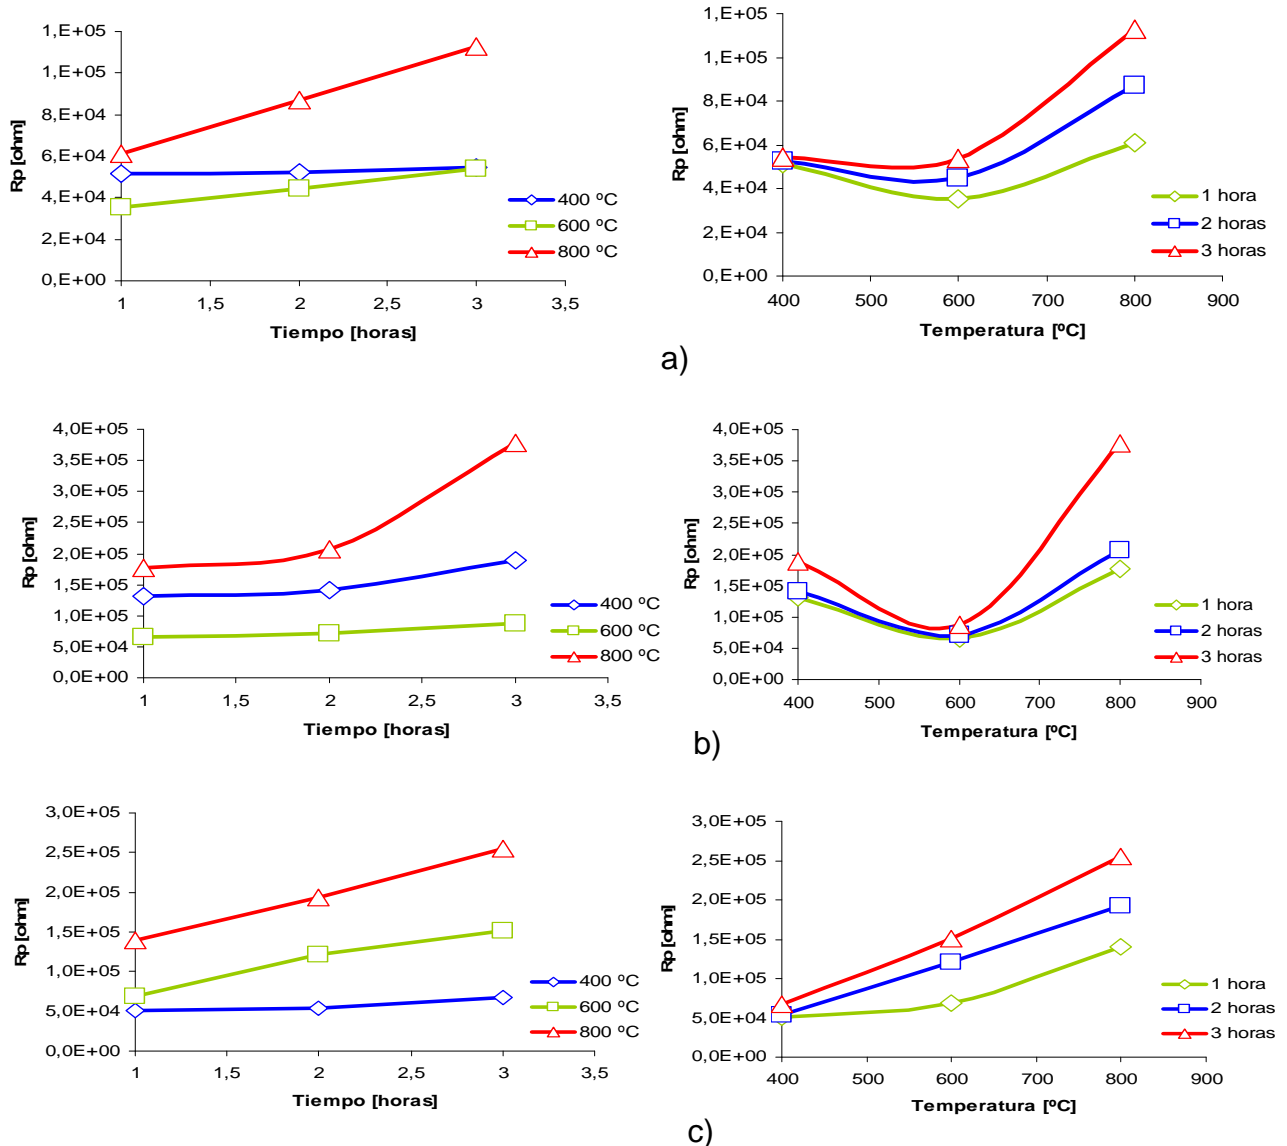 1,E+05
1,E+05
8,E+04
6,E+04
4,E+04
2,E+04
0,E+00
Rp [ohm]
1 1,5 2 2,5 3 3,5
Tiempo [horas]
400 ºC
600 ºC
800 ºC
1,E+05
1,E+05
8,E+04
6,E+04
4,E+04
2,E+04
0,E+00
Rp [ohm]
400 500 600 700 800 900
Temperatura [ºC]
1 hora
2 horas
3 horas
a)
4,0E+05
3,5E+05
3,0E+05
2,5E+05
2,0E+05
1,5E+05
1,0E+05
5,0E+04
0,0E+00
Rp [ohm]
1 1,5 2 2,5 3 3,5
Tiempo [horas]
400 ºC
600 ºC
800 ºC
4,0E+05
3,5E+05
3,0E+05
2,5E+05
2,0E+05
1,5E+05
1,0E+05
5,0E+04
0,0E+00
Rp [ohm]
400 500 600 700 800 900
Temperatura [ºC]
1 hora
2 horas
3 horas
b)
3,0E+05
2,5E+05
2,0E+05
1,5E+05
1,0E+05
5,0E+04
0,0E+00
Rp [ohm]
1 1,5 2 2,5 3 3,5
Tiempo [horas]
400 ºC
600 ºC
800 ºC
3,0E+05
2,5E+05
2,0E+05
1,5E+05
1,0E+05
5,0E+04
0,0E+00
Rp [ohm]
400 500 600 700 800 900
Temperatura [ºC]
1 hora
2 horas
3 horas
c)